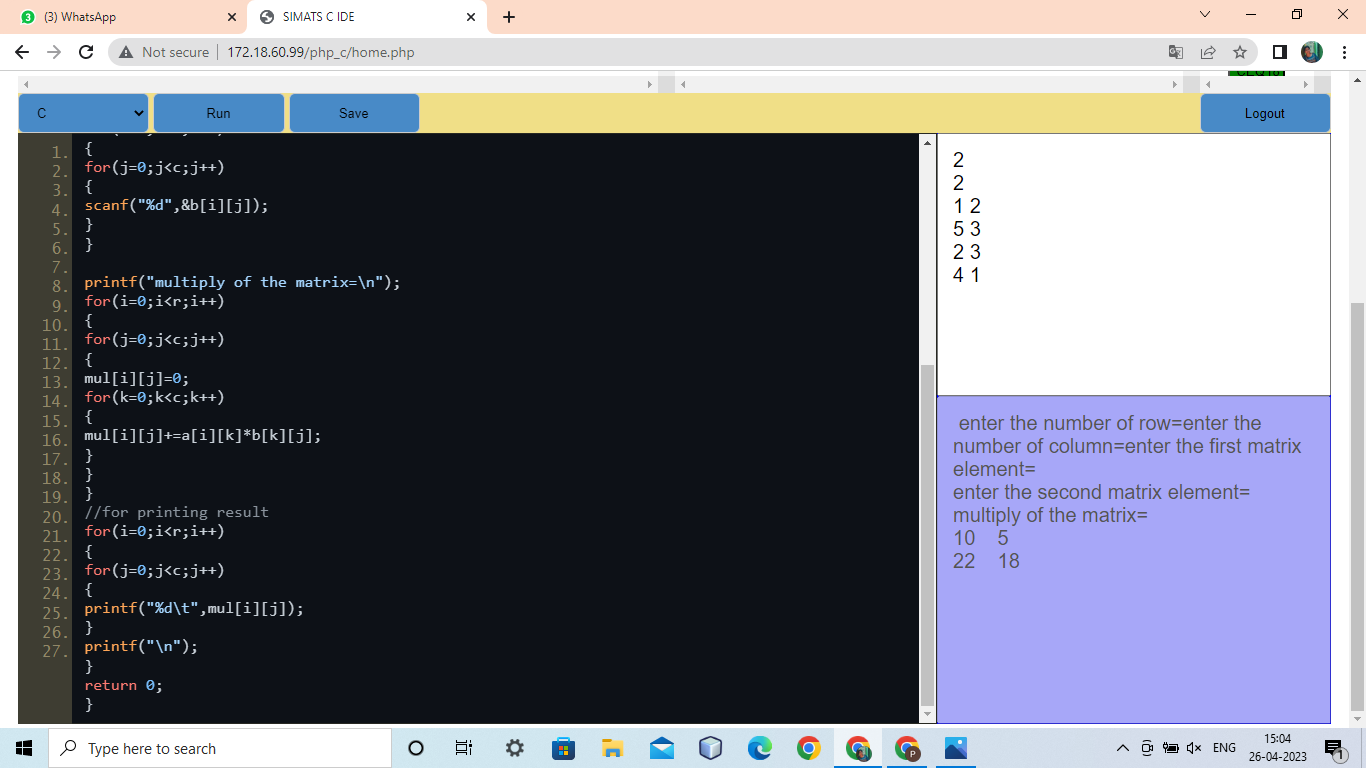 (3) WhatsApp
SIMATS C IDE
Not secure
172.18.60.99/php_c/home.php
C
Run
Save
Logout
1.
2.
3.
4.
5.
6.
7.
8.
9.
10.
11.
12.
13.
14.
15.
16.
17.
18.
19.
20.
21.
22.
23.
24.
25.
26.
27.
{
for(j=0;j<c;j++)
{
scanf("%d",&b[i][j]);
}
}
printf("multiply of the matrix=\n");
for(i=0;i<r;i++)
{
for(j=0;j<c;j++)
{
mul[i][j]=0;
for(k=0;k<c;k++)
{
mul[i][j]+=a[i][k]*b[k][j];
}
}
}
//for printing result
for(i=0;i<r;i++)
{
for(j=0;j<c;j++)
{
printf("%d\t",mul[i][j]);
}
printf("\n");
}
return 0;
}
2
2
1 2
5 3
2 3
4 1
enter the number of row=enter the
number of column=enter the first matrix
element=
enter the second matrix element=
multiply of the matrix=
10 5
22 18
Type here to search
ENG
15:04
26-04-2023
1